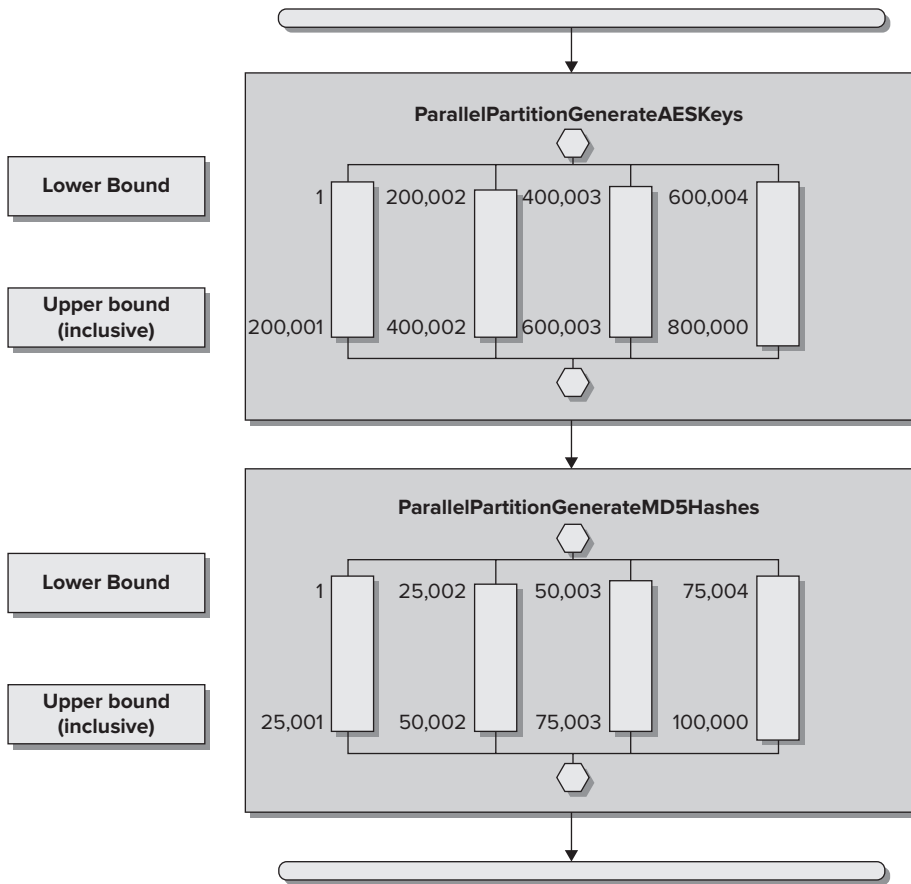 ParallelPartitionGenerateAESKeys
Lower Bound
1 200,002 400,003 600,004
Upper bound
(inclusive)
200,001 400,002 600,003 800,000
ParallelPartitionGenerateMD5Hashes
Lower Bound
1 25,002 50,003 75,004
Upper bound
(inclusive)
25,001 50,002 75,003 100,000